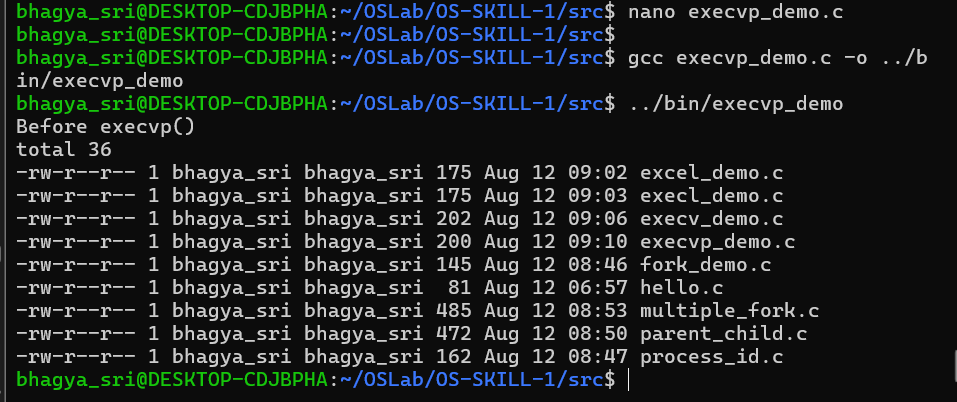 bhagya_sri@DESKTOP-CDJBPHA:~/OSLab/OS-SKILL-1/src$ nano execvp_demo.c
bhagya_sri@DESKTOP-CDJBPHA:~/OSLab/OS-SKILL-1/src$
bhagya_sri@DESKTOP-CDJBPHA:~/OSLab/OS-SKILL-1/src$ gcc execvp_demo.c -o ../b
in/execvp_demo
bhagya_sri@DESKTOP-CDJBPHA:~/OSLab/OS-SKILL-1/src$ ../bin/execvp_demo
Before execvp()
total 36
-rw-r--r-- 1 bhagya_sri bhagya_sri 175 Aug 12 09:02 excel_demo.c
-rw-r--r-- 1 bhagya_sri bhagya_sri 175 Aug 12 09:03 execl_demo.c
-rw-r--r-- 1 bhagya_sri bhagya_sri 202 Aug 12 09:06 execv_demo.c
-rw-r--r-- 1 bhagya_sri bhagya_sri 200 Aug 12 09:10 execvp_demo.c
-rw-r--r-- 1 bhagya_sri bhagya_sri 145 Aug 12 08:46 fork_demo.c
-rw-r--r-- 1 bhagya_sri bhagya_sri  81 Aug 12 06:57 hello.c
-rw-r--r-- 1 bhagya_sri bhagya_sri 485 Aug 12 08:53 multiple_fork.c
-rw-r--r-- 1 bhagya_sri bhagya_sri 472 Aug 12 08:50 parent_child.c
-rw-r--r-- 1 bhagya_sri bhagya_sri 162 Aug 12 08:47 process_id.c
bhagya_sri@DESKTOP-CDJBPHA:~/OSLab/OS-SKILL-1/src$